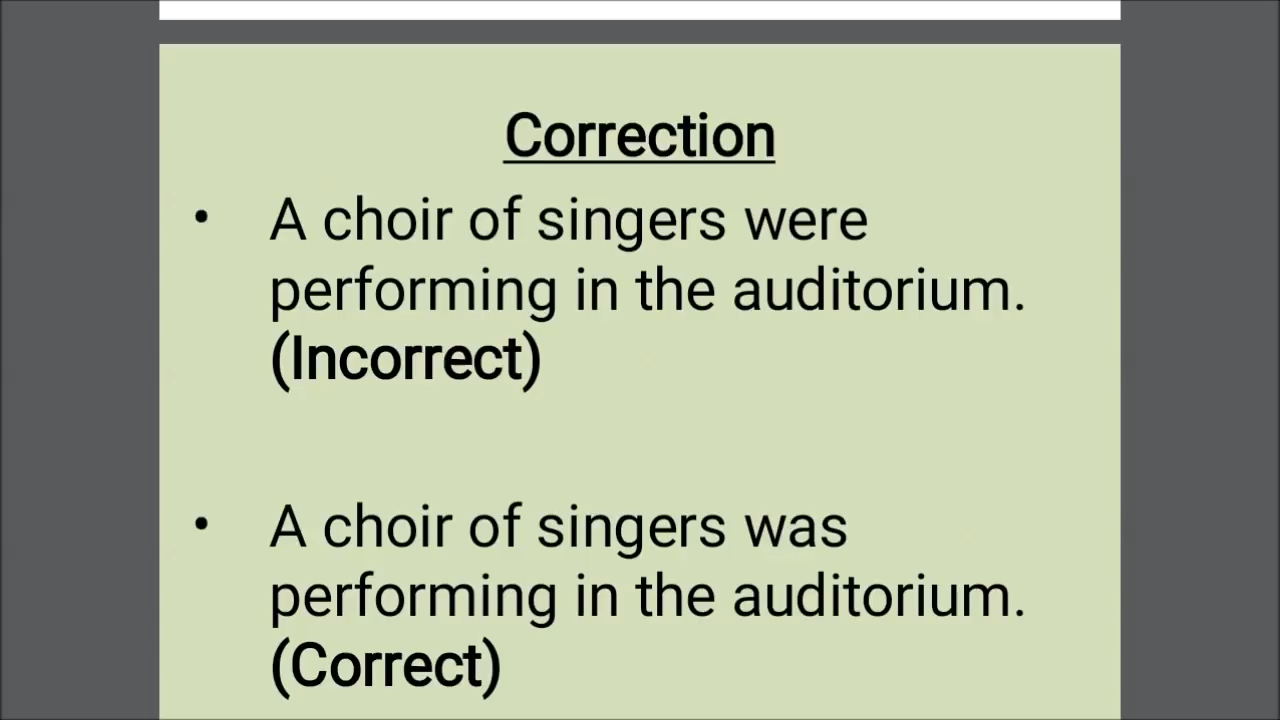 Correction
• A choir of singers were
performing in the auditorium.
(Incorrect)
• A choir of singers was
performing in the auditorium.
(Correct)